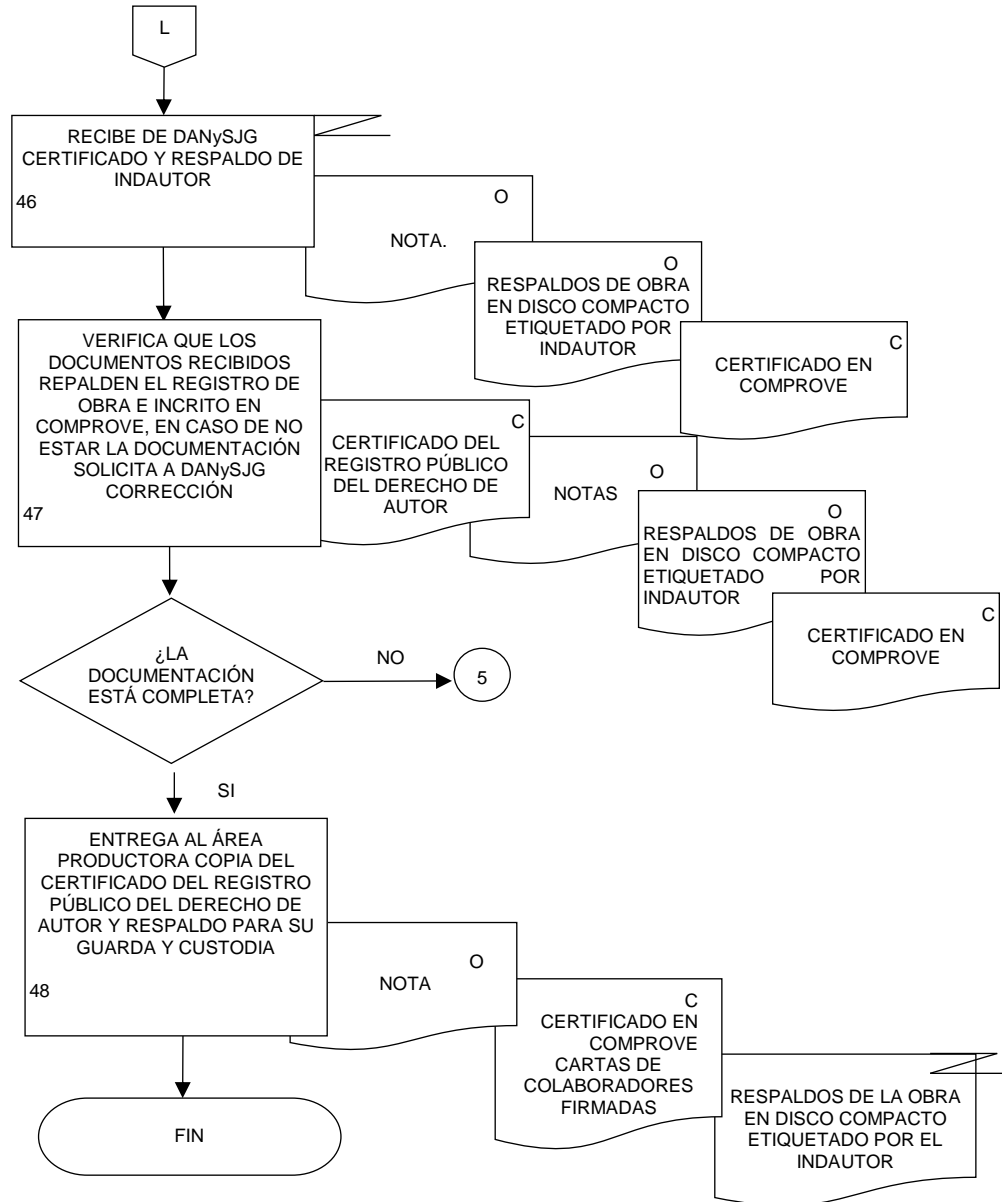 L
RECIBE DE DANySJG
CERTIFICADO Y RESPALDO DE
INDAUTOR
46
O
NOTA.
O
RESPALDOS DE OBRA
EN DISCO COMPACTO
ETIQUETADO POR
INDAUTOR
C
CERTIFICADO EN
COMPROVE
VERIFICA QUE LOS
DOCUMENTOS RECIBIDOS
REPALDEN EL REGISTRO DE
OBRA E INCRITO EN
COMPROVE, EN CASO DE NO
ESTAR LA DOCUMENTACIÓN
SOLICITA A DANySJG
CORRECCIÓN
47
C
CERTIFICADO DEL
REGISTRO PÚBLICO
DEL DERECHO DE
AUTOR
O
NOTAS
O
RESPALDOS DE OBRA
EN DISCO COMPACTO
ETIQUETADO POR
INDAUTOR
C
CERTIFICADO EN
COMPROVE
¿LA
DOCUMENTACIÓN
ESTÁ COMPLETA?
NO
5
SI
ENTREGA AL ÁREA
PRODUCTORA COPIA DEL
CERTIFICADO DEL REGISTRO
PÚBLICO DEL DERECHO DE
AUTOR Y RESPALDO PARA SU
GUARDA Y CUSTODIA
48
O
NOTA
C
CERTIFICADO EN
COMPROVE
CARTAS DE
COLABORADORES
FIRMADAS
RESPALDOS DE LA OBRA
EN DISCO COMPACTO
ETIQUETADO POR EL
INDAUTOR
FIN